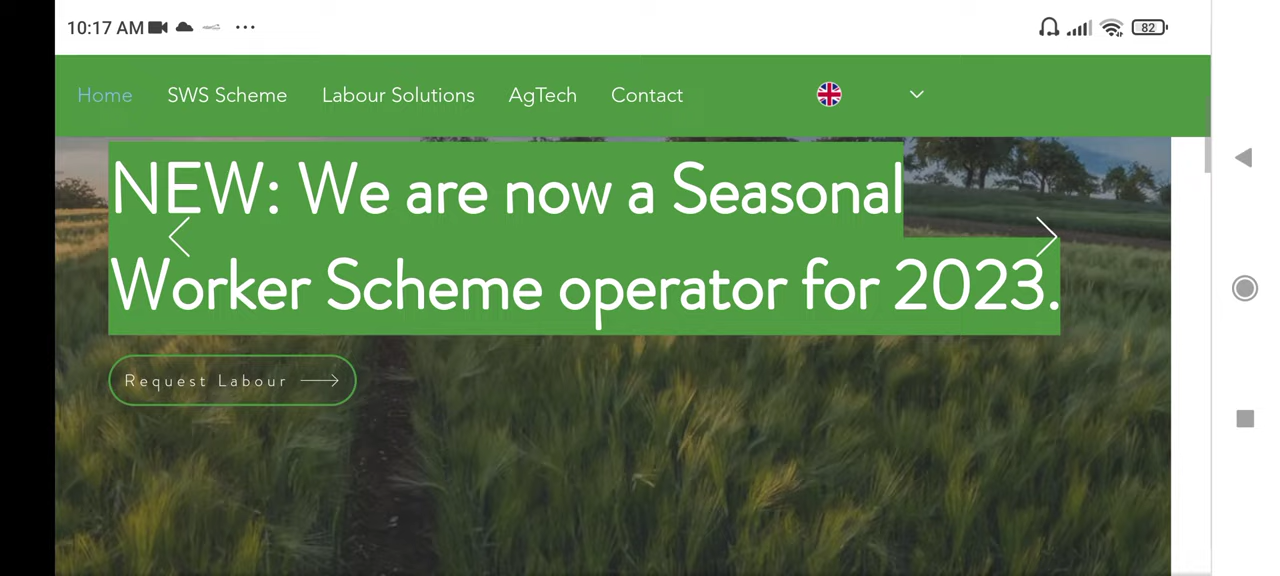 10:17 AM ...
82
Home SWS Scheme Labour Solutions AgTech Contact
NEW: We are now a Seasonal
Worker Scheme operator for 2023.
Request Labour